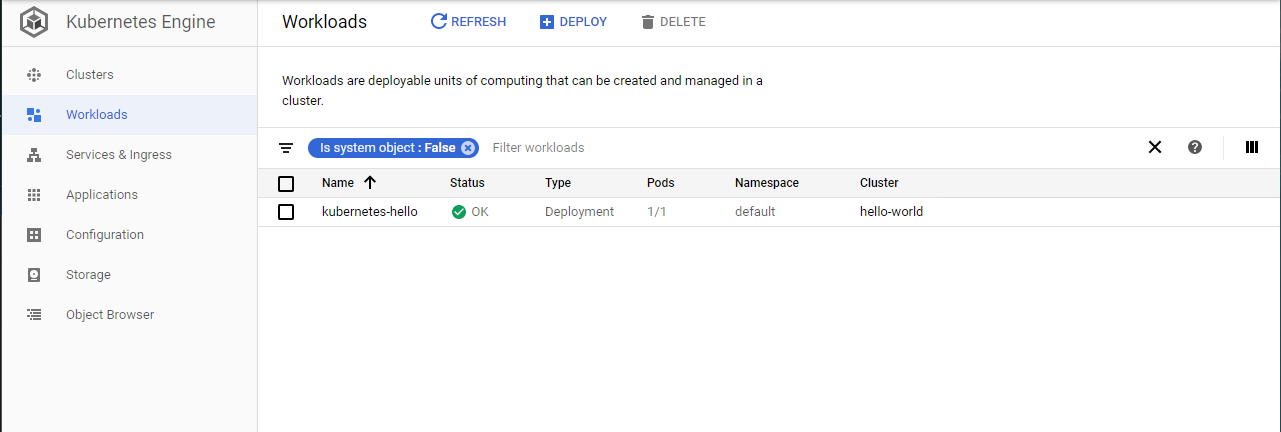 Kubernetes Engine
Workloads
REFRESH
DEPLOY
DELETE
Clusters
Workloads
Services & Ingress
Applications
Configuration
Storage
Object Browser
Workloads are deployable units of computing that can be created and managed in a
cluster.
Is system object : False
Filter workloads
Name Status Type Pods Namespace Cluster
kubernetes-hello OK Deployment 1/1 default hello-world